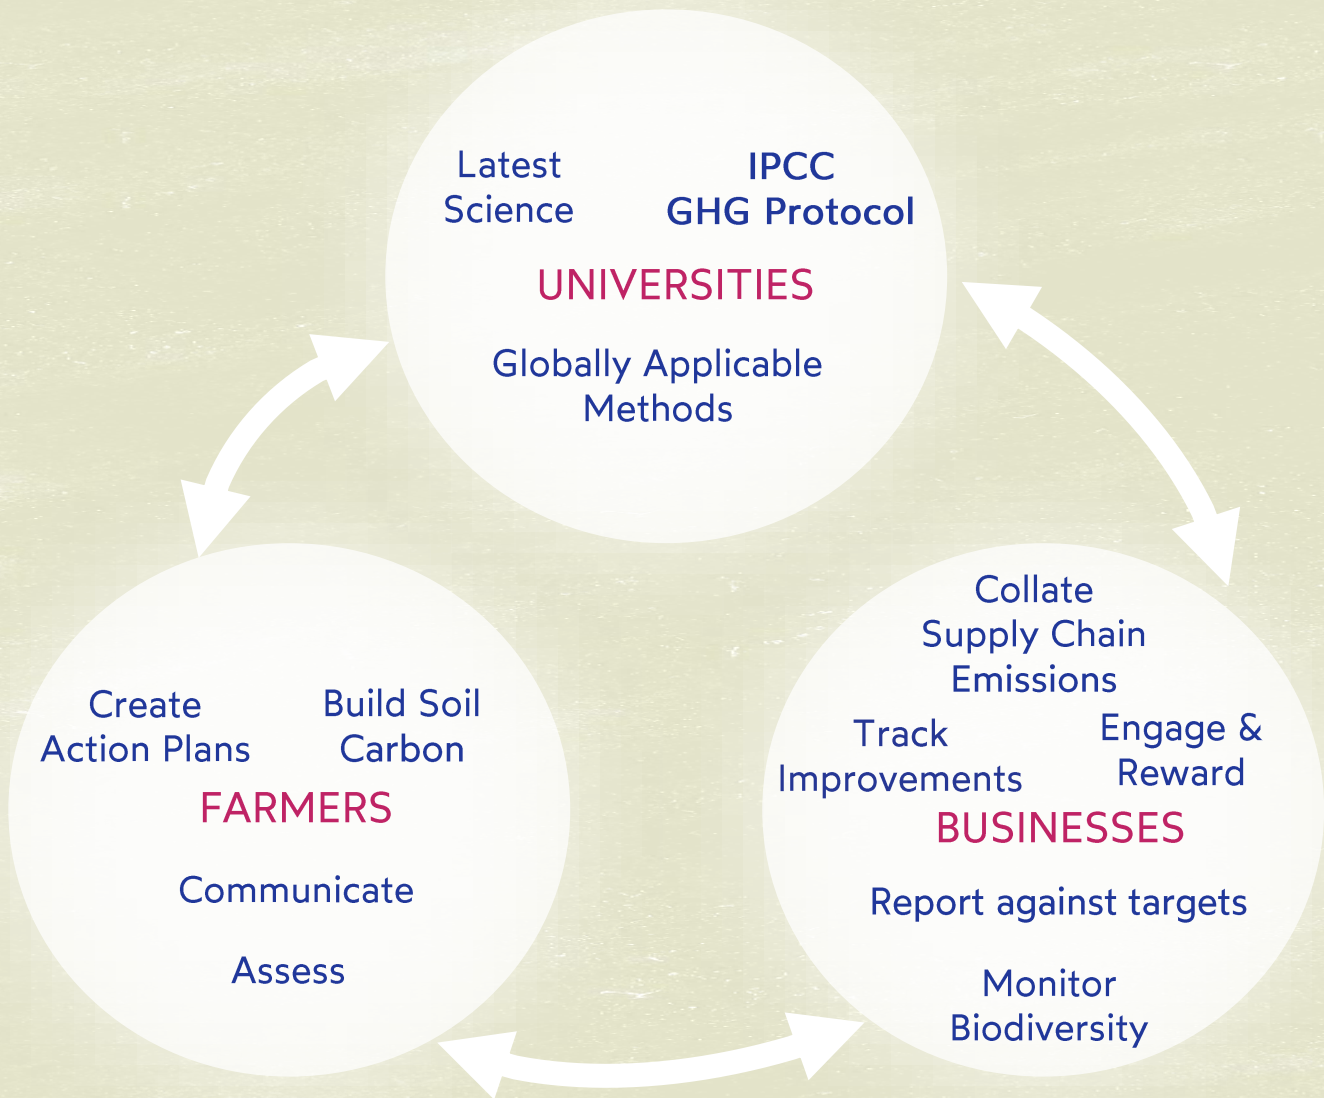 Latest
Science
IPCC
GHG Protocol
UNIVERSITIES
Globally Applicable
Methods
Create
Action Plans
Build Soil
Carbon
FARMERS
Communicate
Assess
Collate
Supply Chain
Emissions
Track
Improvements
Engage &
Reward
BUSINESSES
Report against targets
Monitor
Biodiversity